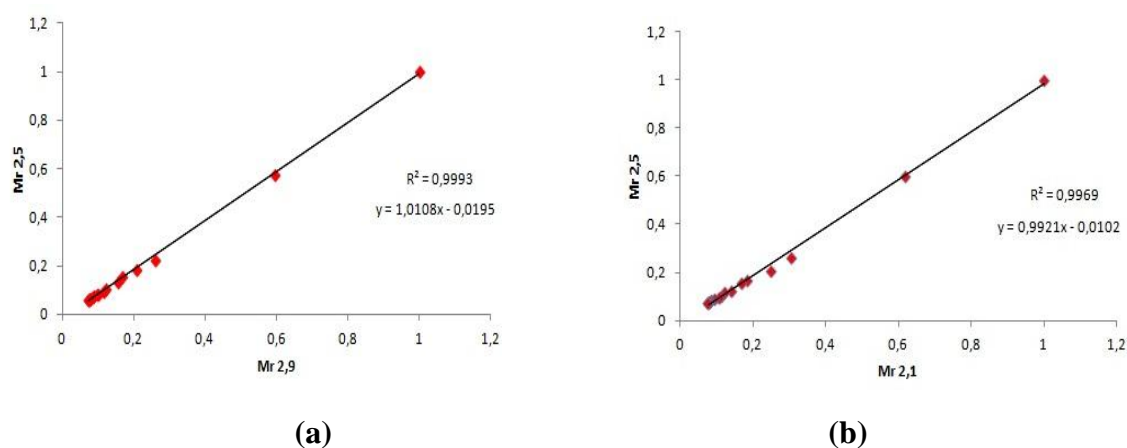 1,2
1
0,8
0,6
0,4
0,2
0
Mr 2,5
R² = 0,9993
y = 1,0108x - 0,0195
0 0,2 0,4 0,6 0,8 1 1,2
Mr 2,9
(a)
1,2
1
0,8
0,6
0,4
0,2
0
Mr 2,5
R² = 0,9969
y = 0,9921x - 0,0102
0 0,2 0,4 0,6 0,8 1 1,2
Mr 2,1
(b)